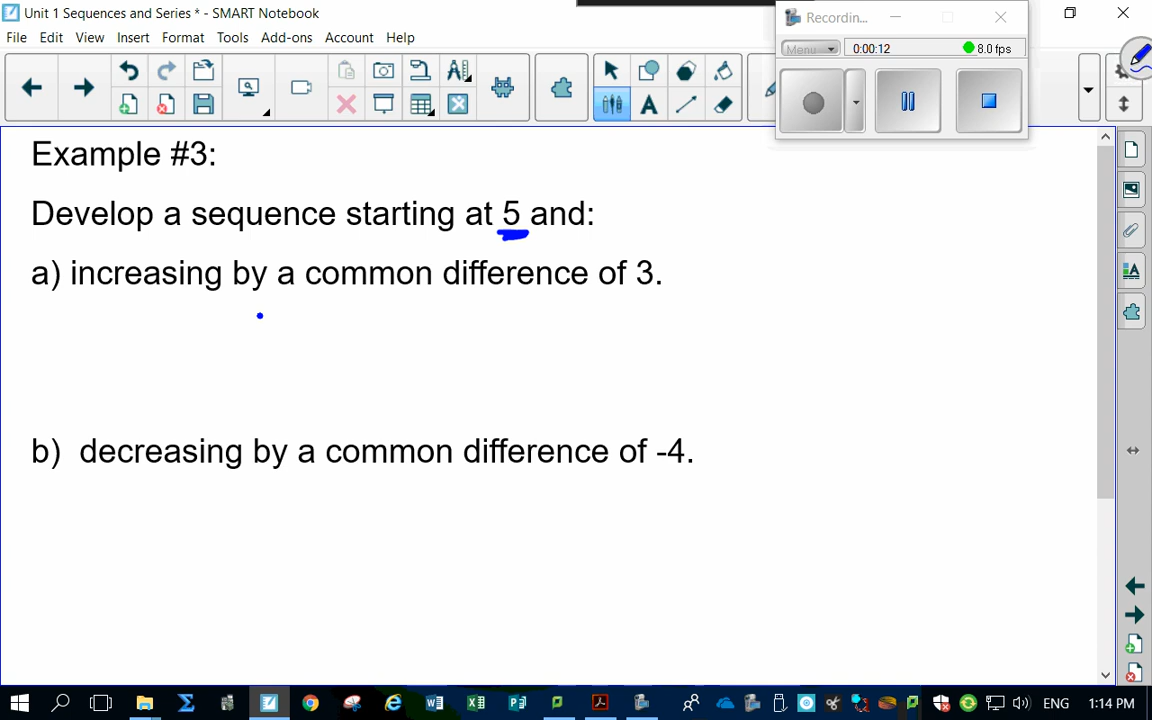 Unit 1 Sequences and Series * - SMART Notebook
Recordin...
File Edit View Insert Format Tools Add-ons Account Help
Menu 0:00:12 8.0 fps
Example #3:
Develop a sequence starting at 5 and:
a) increasing by a common difference of 3.
b) decreasing by a common difference of -4.
ENG 1:14 PM